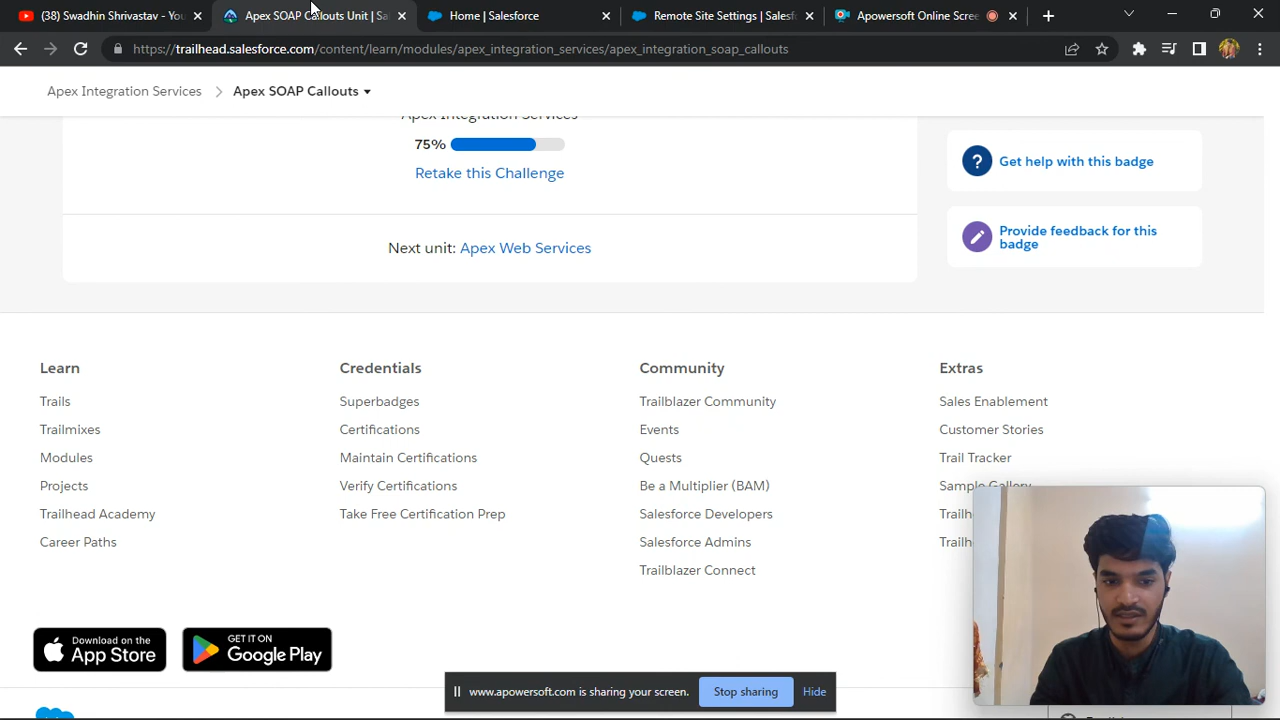 (38) Swadhin Shrivastav - You
Apex SOAP Callouts Unit | Sa
Home | Salesforce
Remote Site Settings | Salesf
Apowersoft Online Scre
https://trailhead.salesforce.com/content/learn/modules/apex_integration_services/apex_integration_soap_callouts
Apex Integration Services > Apex SOAP Callouts
Apex Integration Services
75%
Retake this Challenge
Next unit: Apex Web Services
? Get help with this badge
Provide feedback for this
badge
Learn
Trails
Trailmixes
Modules
Projects
Trailhead Academy
Career Paths
Credentials
Superbadges
Certifications
Maintain Certifications
Verify Certifications
Take Free Certification Prep
Community
Trailblazer Community
Events
Quests
Be a Multiplier (BAM)
Salesforce Developers
Salesforce Admins
Trailblazer Connect
Extras
Sales Enablement
Customer Stories
Trail Tracker
Sample Gallery
Trailh
Trailh
Download on the
App Store
GET IT ON
Google Play
www.apowersoft.com is sharing your screen.
Stop sharing
Hide